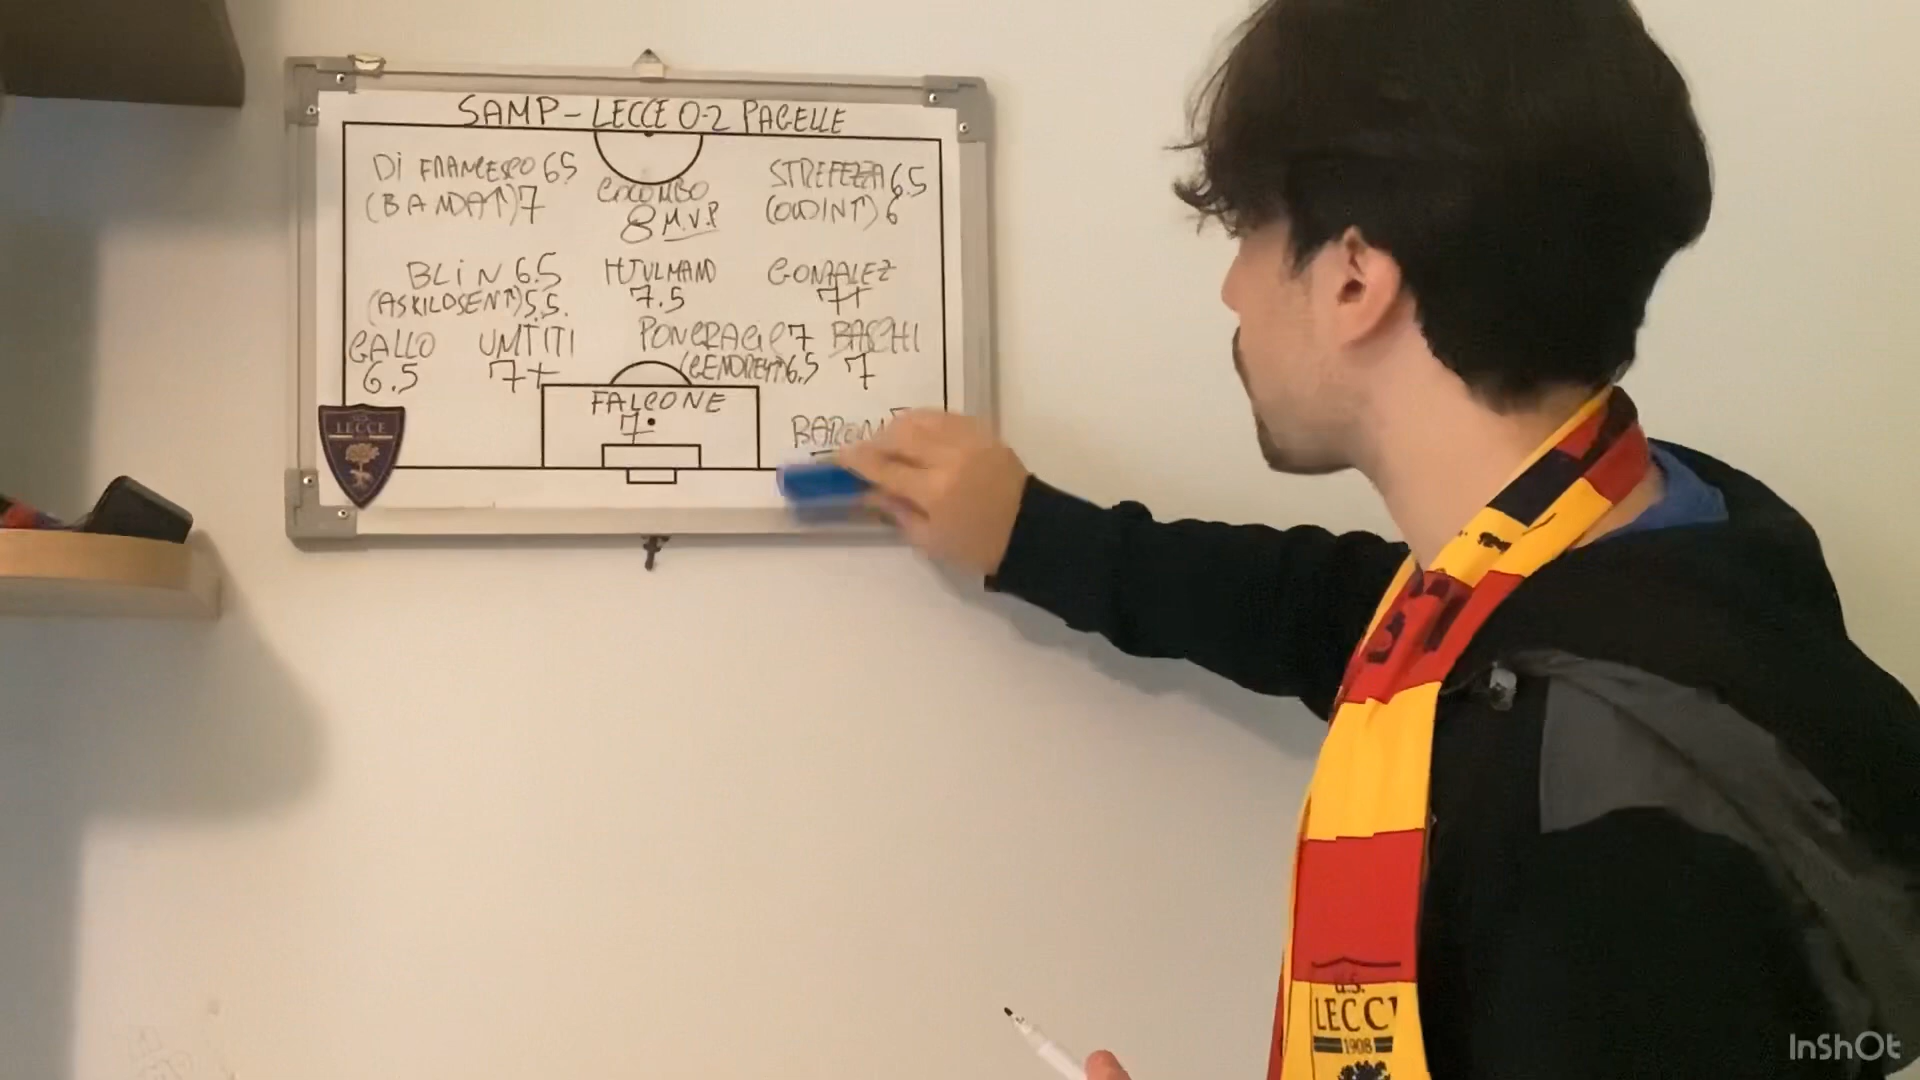 SAMP-LECCE 0-2 PAGELLE
Di FRANCESCO 6.5
(BANDA↑) 7
COLOMBO
8 M.V.P
STREFEZZA 6.5
(OUDIN↑) 6
BLiN 6.5
(ASKILDSEN↑) 5.5.
HJULMAND
7.5
GONZALEZ
7+
GALLO
6.5
UMTITI
7+
PONGRACIC 7
(CENDREY↑) 6.5
BASCHI
7
FALCONE
7
U.S.
LECCE
U.S.
LECCE
1908
InShOt